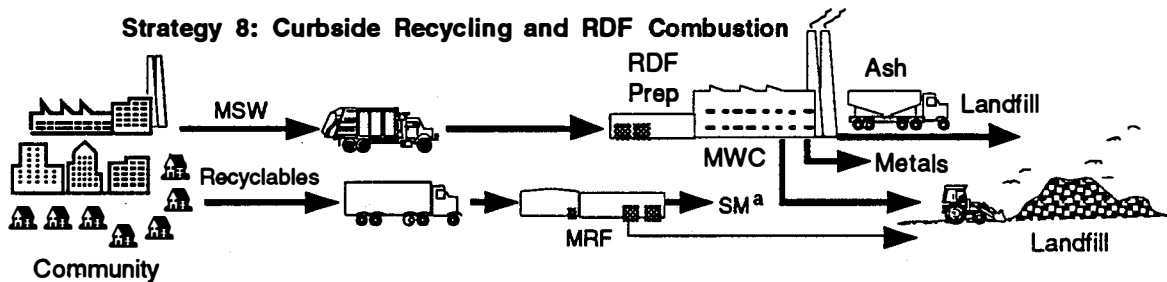 Strategy 8: Curbside Recycling and RDF Combustion
RDF
Prep
Ash
MSW
Landfill
MWC
Metals
Recyclables
SMa
MRF
Landfill
Community